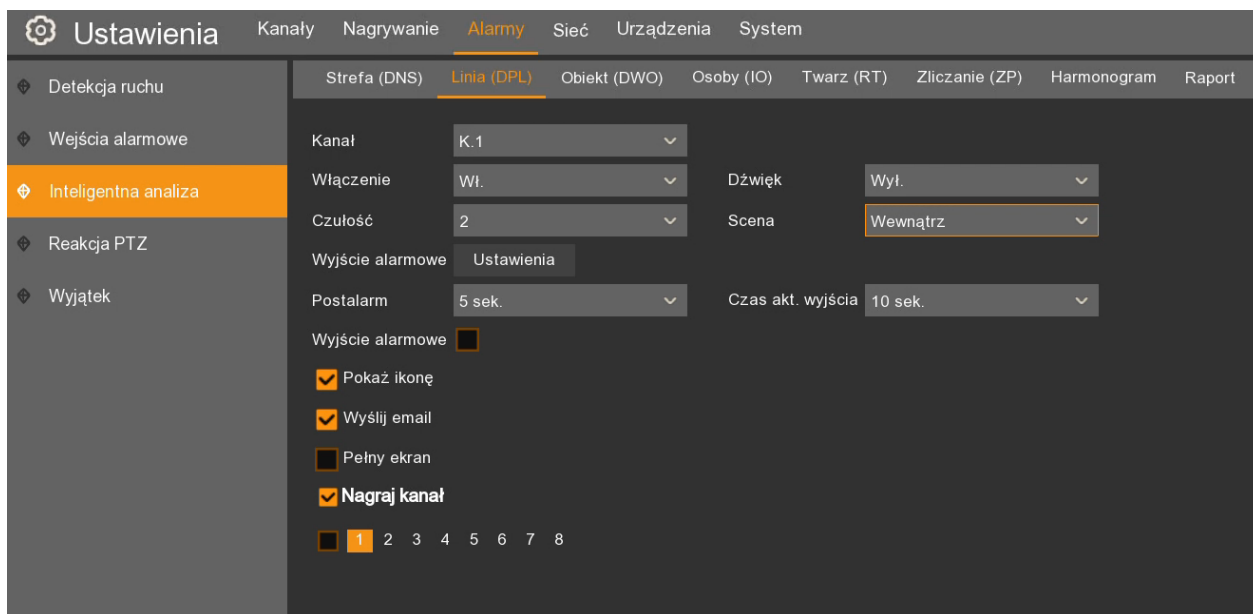 Ustawienia Kanały Nagrywanie Alarmy Sieć Urządzenia System
Strefa (DNS) Linia (DPL) Obiekt (DWO) Osoby (IO) Twarz (RT) Zliczanie (ZP) Harmonogram Raport
Detekcja ruchu
Wejścia alarmowe
Inteligentna analiza
Reakcja PTZ
Wyjątek
Kanał K.1
Włączenie Wł. Dźwięk Wył.
Czułość 2 Scena Wewnątrz
Wyjście alarmowe Ustawienia
Postalarm 5 sek. Czas akt. wyjścia 10 sek.
Wyjście alarmowe
Pokaż ikonę
Wyślij email
Pełny ekran
Nagraj kanał
1 2 3 4 5 6 7 8